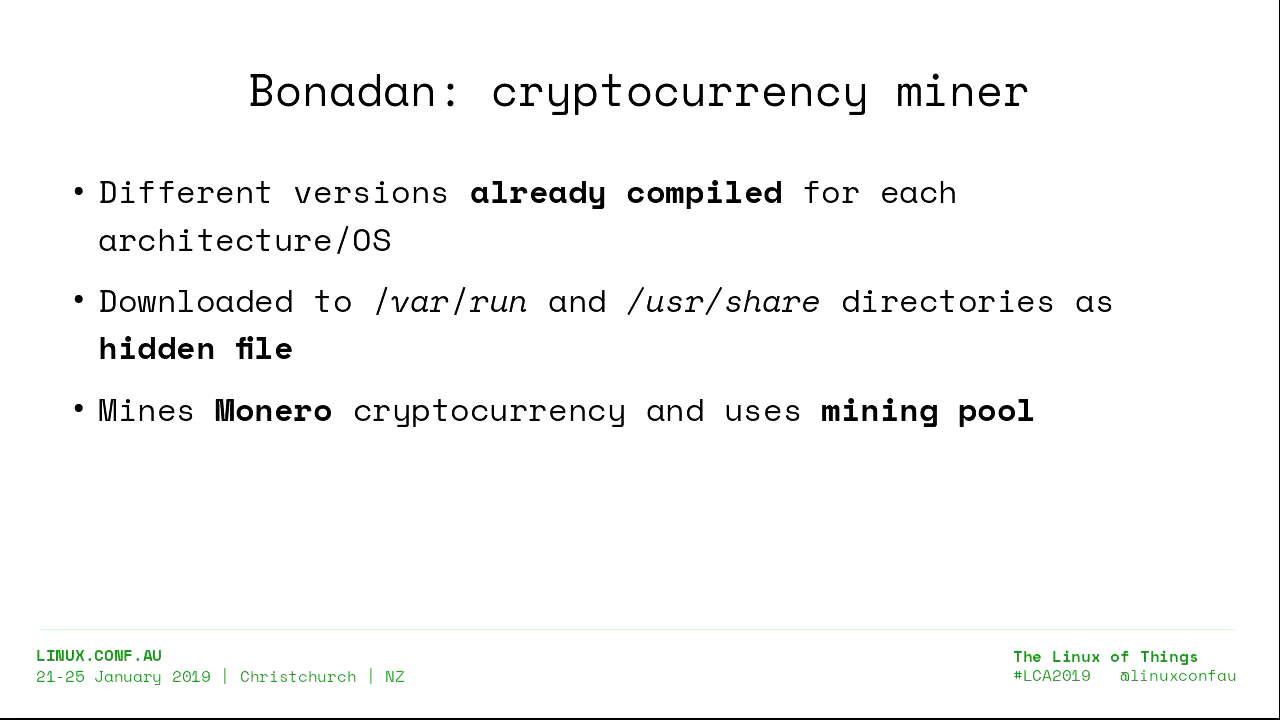 Bonadan: cryptocurrency miner
• Different versions already compiled for each
architecture/OS
• Downloaded to /var/run and /usr/share directories as
hidden file
• Mines Monero cryptocurrency and uses mining pool
LINUX.CONF.AU
21-25 January 2019 | Christchurch | NZ
The Linux of Things
#LCA2019 @linuxconfau